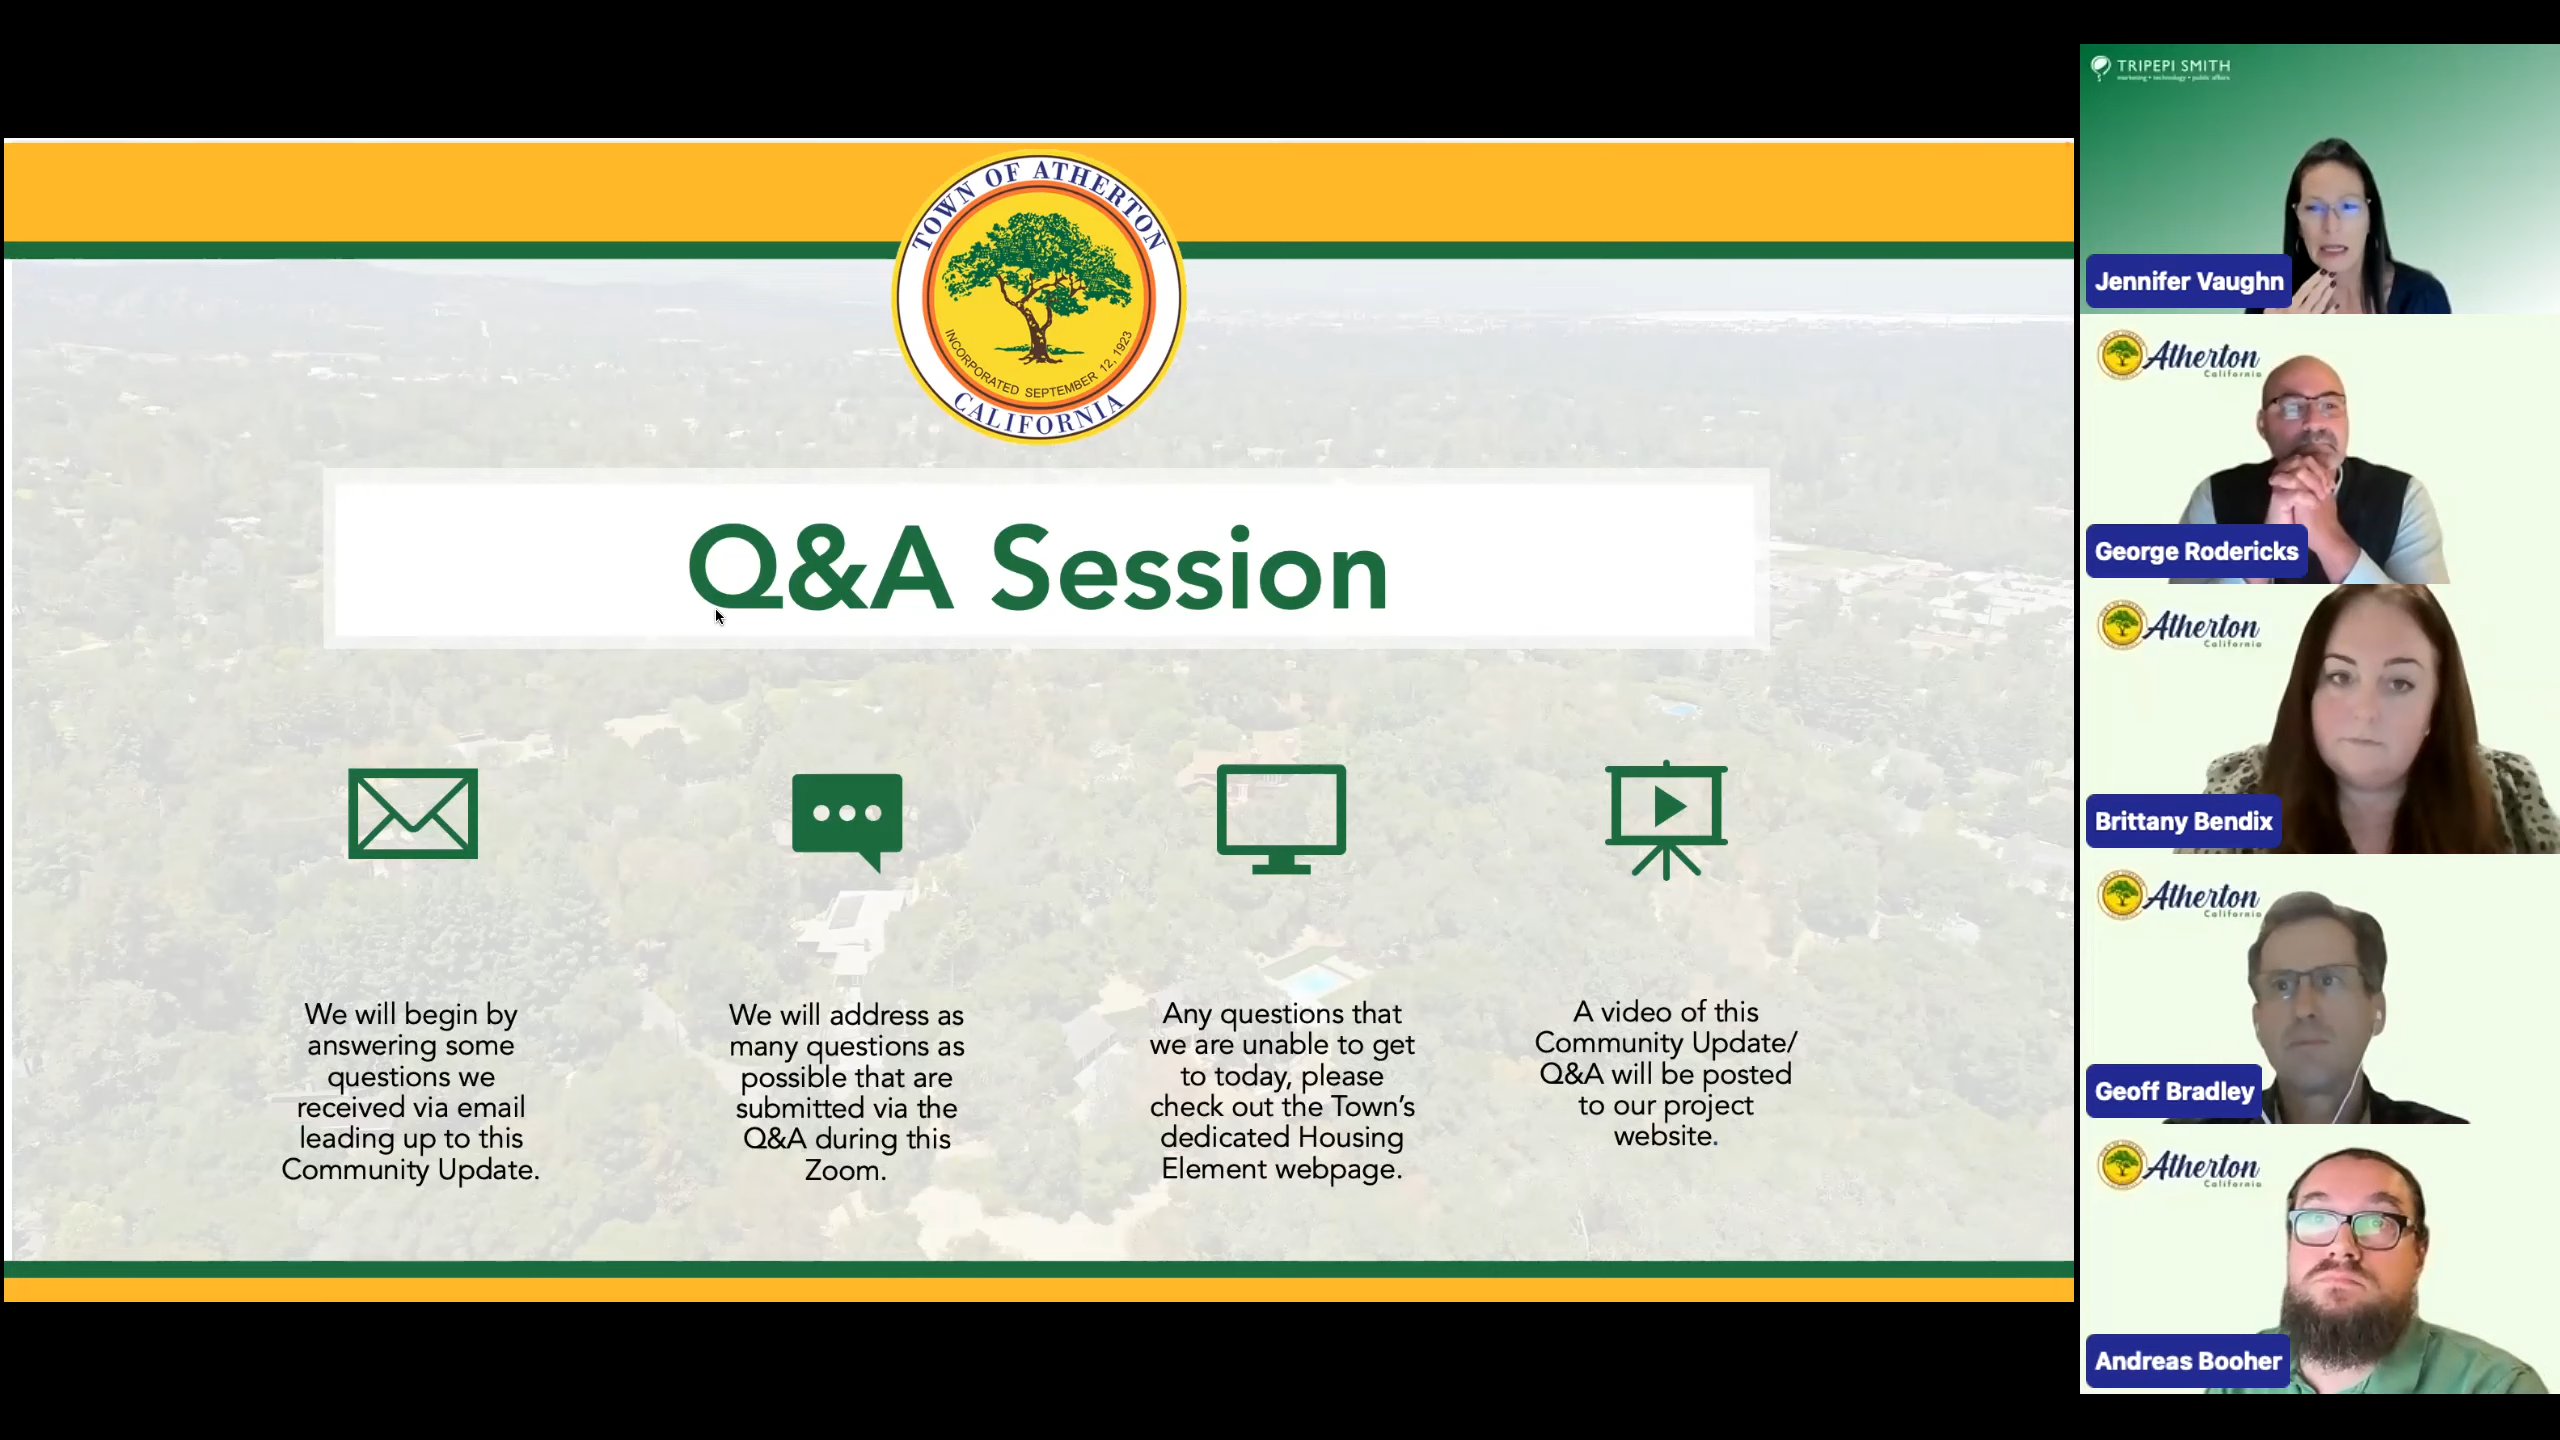 TOWN OF ATHERTON
INCORPORATED SEPTEMBER 12, 1923
CALIFORNIA
Q&A Session
We will begin by
answering some
questions we
received via email
leading up to this
Community Update.
We will address as
many questions as
possible that are
submitted via the
Q&A during this
Zoom.
Any questions that
we are unable to get
to today, please
check out the Town's
dedicated Housing
Element webpage.
A video of this
Community Update/
Q&A will be posted
to our project
website.
TRIPEPI SMITH
marketing • technology • public affairs
Jennifer Vaughn
Atherton
California
George Rodericks
Atherton
California
Brittany Bendix
Atherton
California
Geoff Bradley
Atherton
California
Andreas Booher